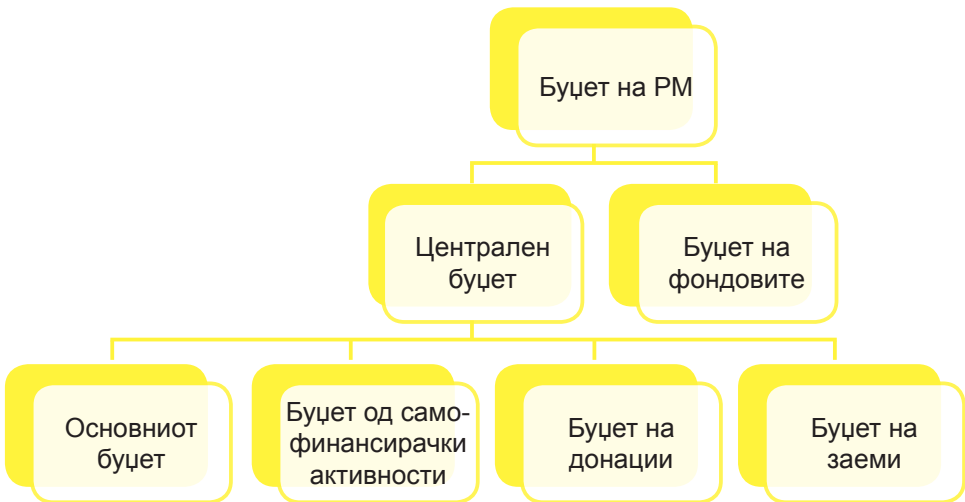 Буџет на РМ
Централен
буџет
Буџет на
фондовите
Основниот
буџет
Буџет од само-
финансирачки
активности
Буџет на
донации
Буџет на
заеми